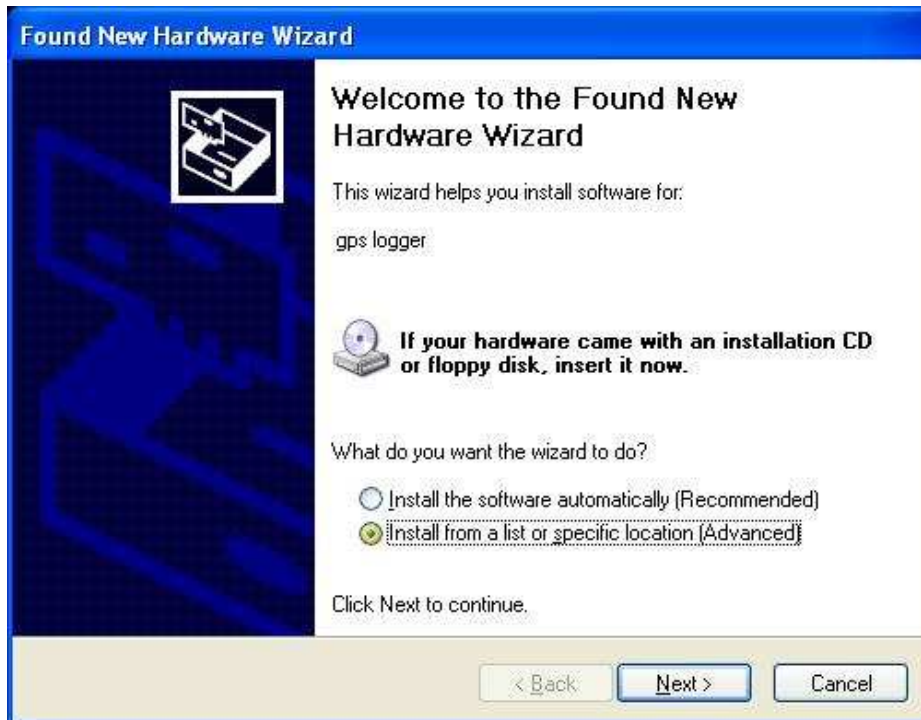 Found New Hardware Wizard
Welcome to the Found New
Hardware Wizard
This wizard helps you install software for:
gps logger
If your hardware came with an installation CD
or floppy disk, insert it now.
What do you want the wizard to do?
Install the software automatically (Recommended)
Install from a list or specific location (Advanced)
Click Next to continue.
< Back Next > Cancel